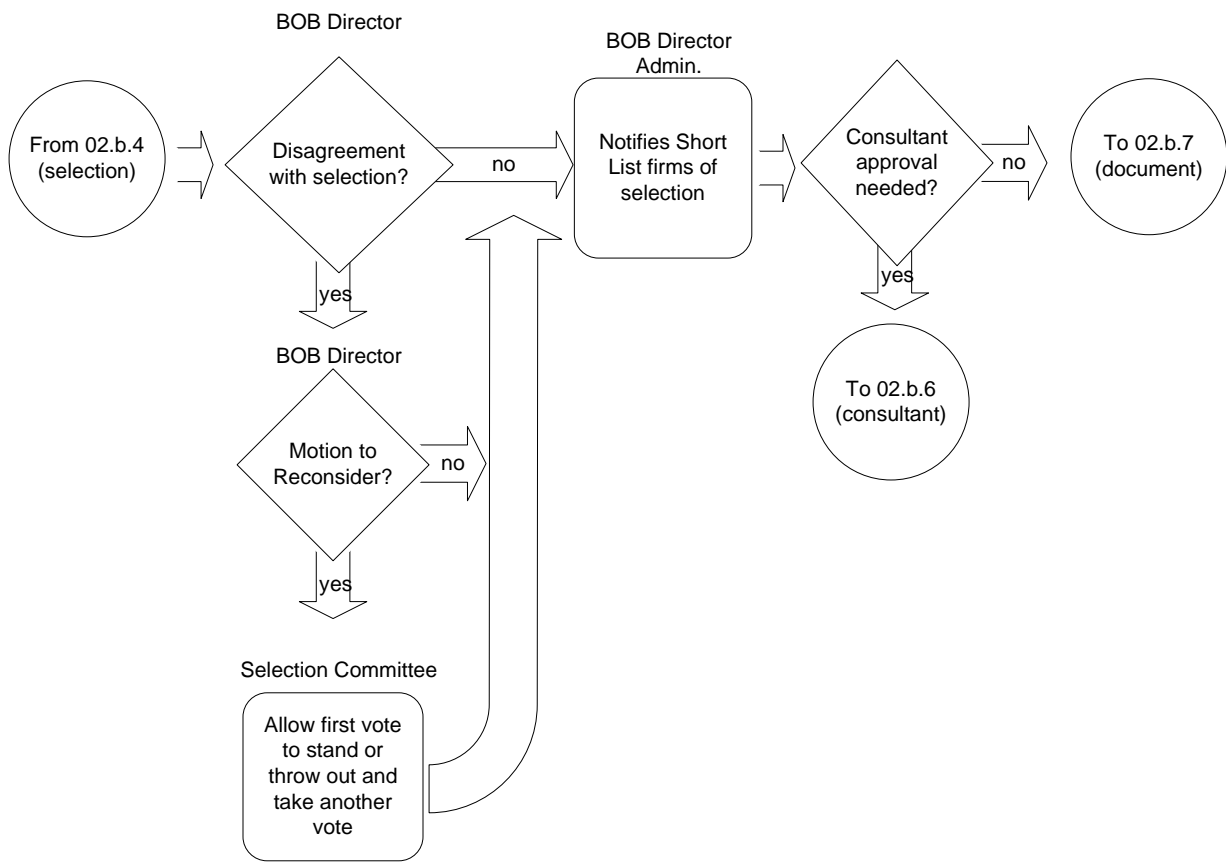 BOB Director
BOB Director
Admin.
From 02.b.4
(selection)
Disagreement
with selection?
no
Notifies Short
List firms of
selection
Consultant
approval
needed?
no
To 02.b.7
(document)
yes
yes
BOB Director
To 02.b.6
(consultant)
Motion to
Reconsider?
no
yes
Selection Committee
Allow first vote
to stand or
throw out and
take another
vote